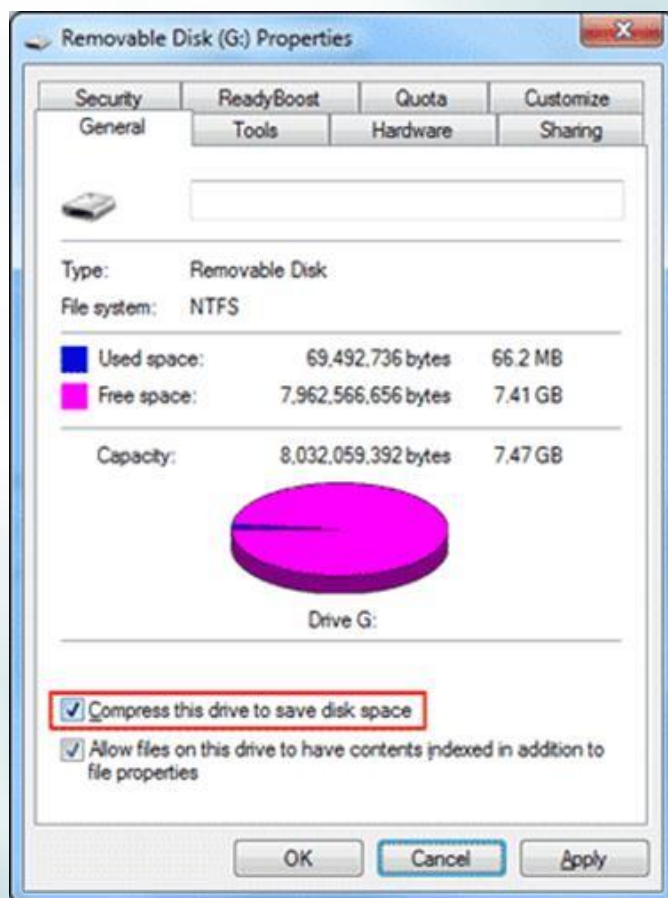 Removable Disk (G:) Properties
Security ReadyBoost Quota Customize
General Tools Hardware Sharing
Type: Removable Disk
File system: NTFS
Used space: 69,492,736 bytes 66.2 MB
Free space: 7,962,566,656 bytes 7.41 GB
Capacity: 8,032,059,392 bytes 7.47 GB
Drive G:
Compress this drive to save disk space
Allow files on this drive to have contents indexed in addition to
file properties
OK Cancel Apply